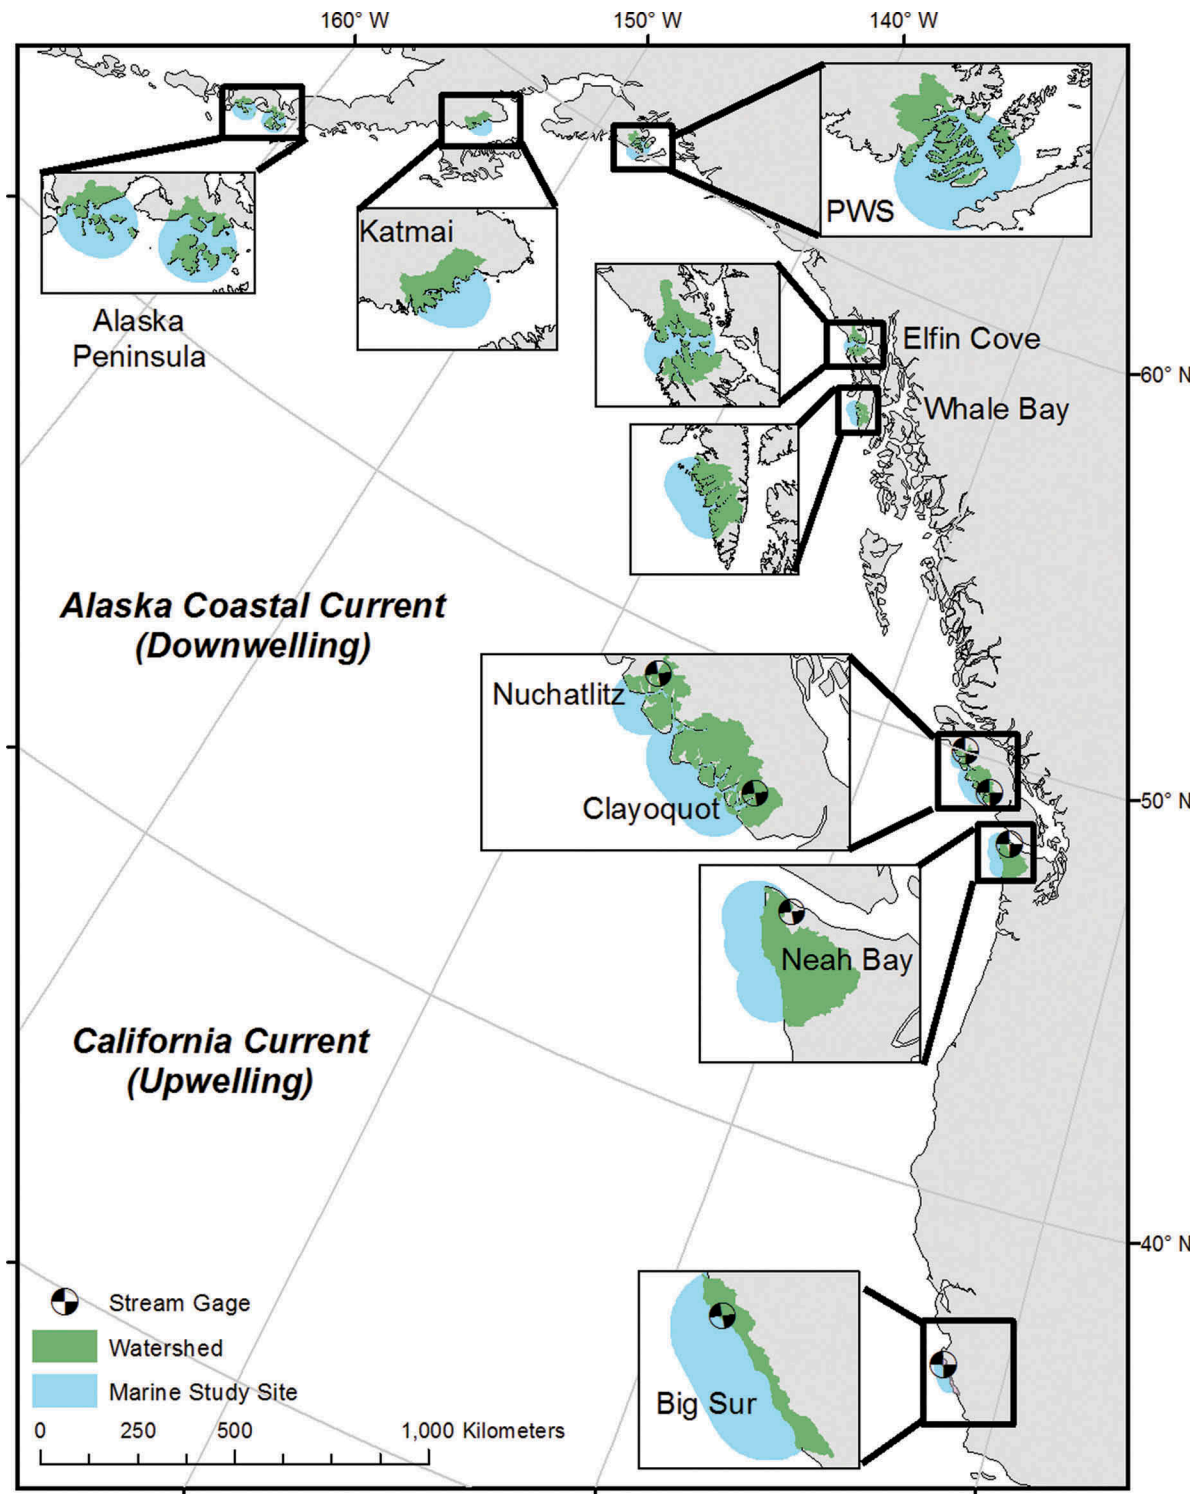 160° W
150° W
140° W
PWS
Katmai
Alaska
Peninsula
Elfin Cove
60° N
Whale Bay
Alaska Coastal Current
(Downwelling)
Nuchatlitz
Clayoquot
50° N
Neah Bay
California Current
(Upwelling)
40° N
Stream Gage
Watershed
Marine Study Site
Big Sur
0 250 500 1,000 Kilometers